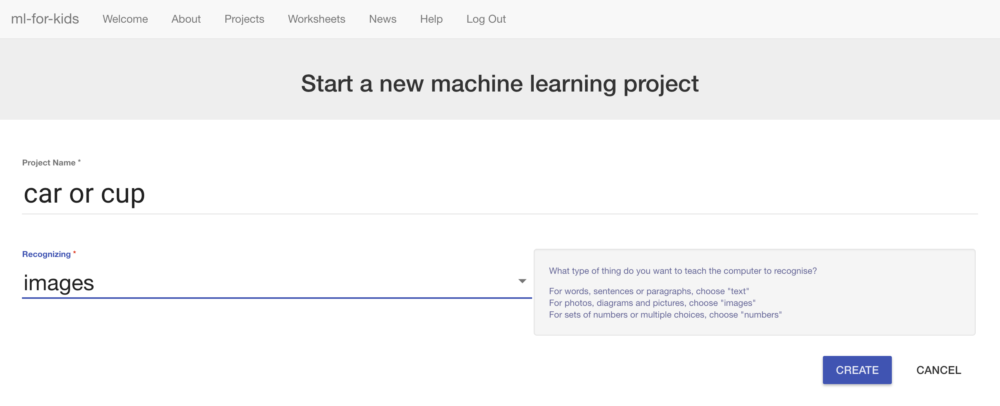 ml-for-kids Welcome About Projects Worksheets News Help Log Out
Start a new machine learning project
Project Name *
car or cup
Recognizing *
images
What type of thing do you want to teach the computer to recognise?
For words, sentences or paragraphs, choose "text"
For photos, diagrams and pictures, choose "images"
For sets of numbers or multiple choices, choose "numbers"
CREATE CANCEL